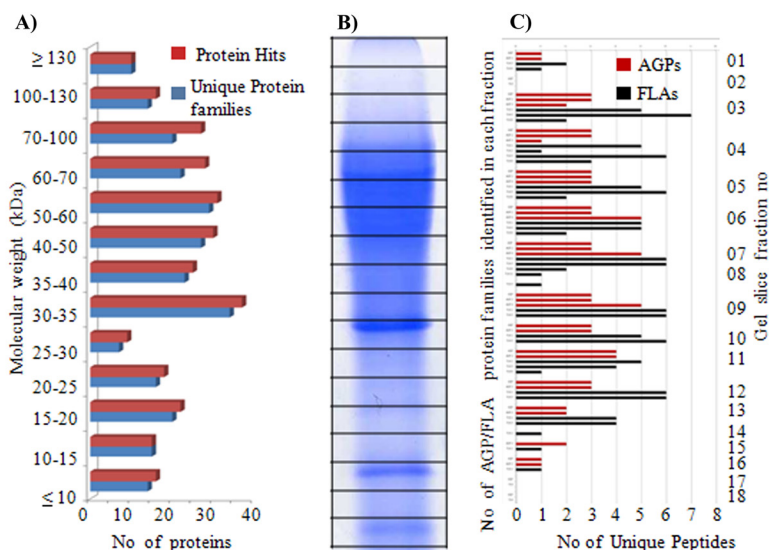 A)
B)
C)
Molecular weight (kDa)
≥ 130
100-130
70-100
60-70
50-60
40-50
35-40
30-35
25-30
20-25
15-20
10-15
≤ 10
Protein Hits
Unique Protein
families
0 10 20 30 40
No of proteins
No of AGP/FLA protein families identified in each fraction
AGPs
FLAs
01
02
03
04
05
06
07
08
09
10
11
12
13
14
15
16
17
18
Gel slice fraction no
0 1 2 3 4 5 6 7 8
No of Unique Peptides